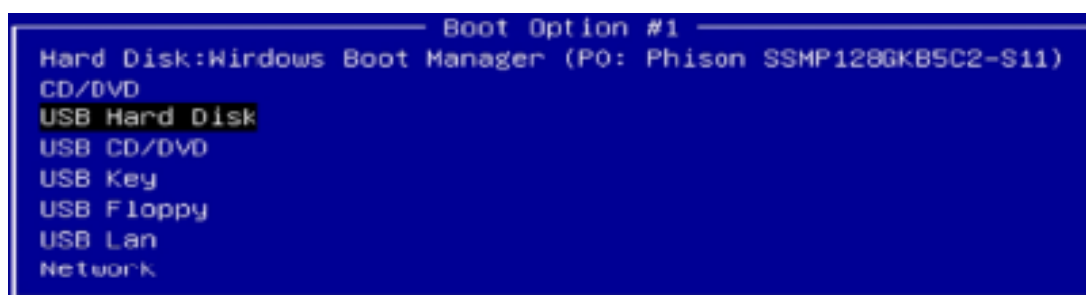 Boot Option #1
Hard Disk:Windows Boot Manager (P0: Phison SSMP128GKB5C2-S11)
CD/DVD
USB Hard Disk
USB CD/DVD
USB Key
USB Floppy
USB Lan
Network